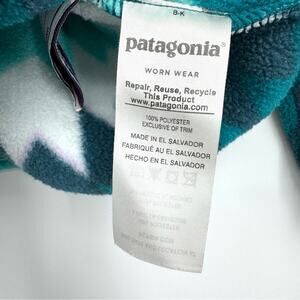 B-K
patagonia®
WORN WEAR
Repair, Reuse, Recycle
This Product
www.patagonia.com
100% POLYESTER
EXCLUSIVE OF TRIM
MADE IN EL SALVADOR
FABRIQUÉ AU EL SALVADOR
HECHO EN EL SALVADOR